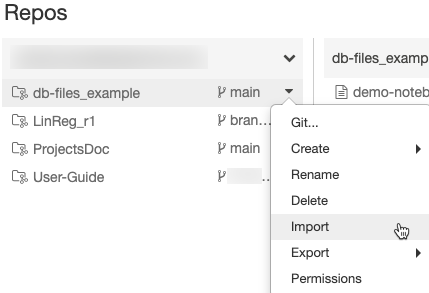 Repos
db-files_examp
db-files_example main
demo-noteb
LinReg_r1 bran...
ProjectsDoc main
User-Guide ...
Git...
Create
Rename
Delete
Import
Export
Permissions